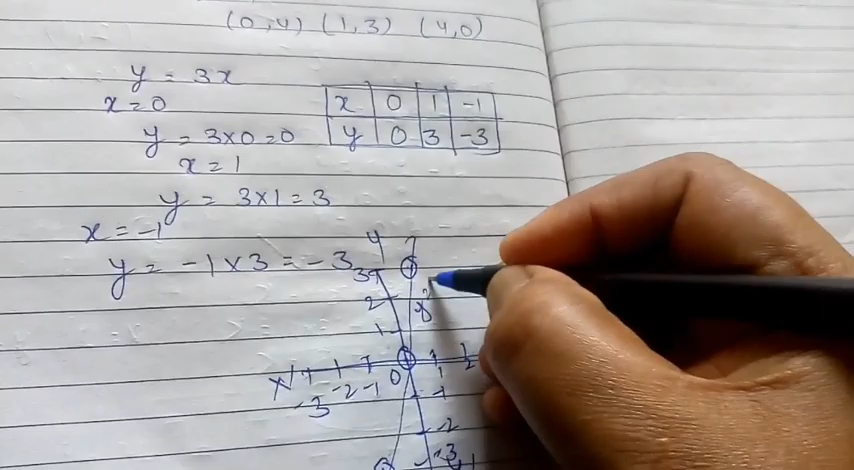 (0,4) (1,3) (4,0)
y = 3x
x = 0
y = 3×0 = 0
x 0 1 -1
y 0 3 -3
x = 1
y = 3×1 = 3
x = -1
y = -1×3 = -3
4
3
2
1
0 1 2
-3 -2 -1
-1
-2
-3